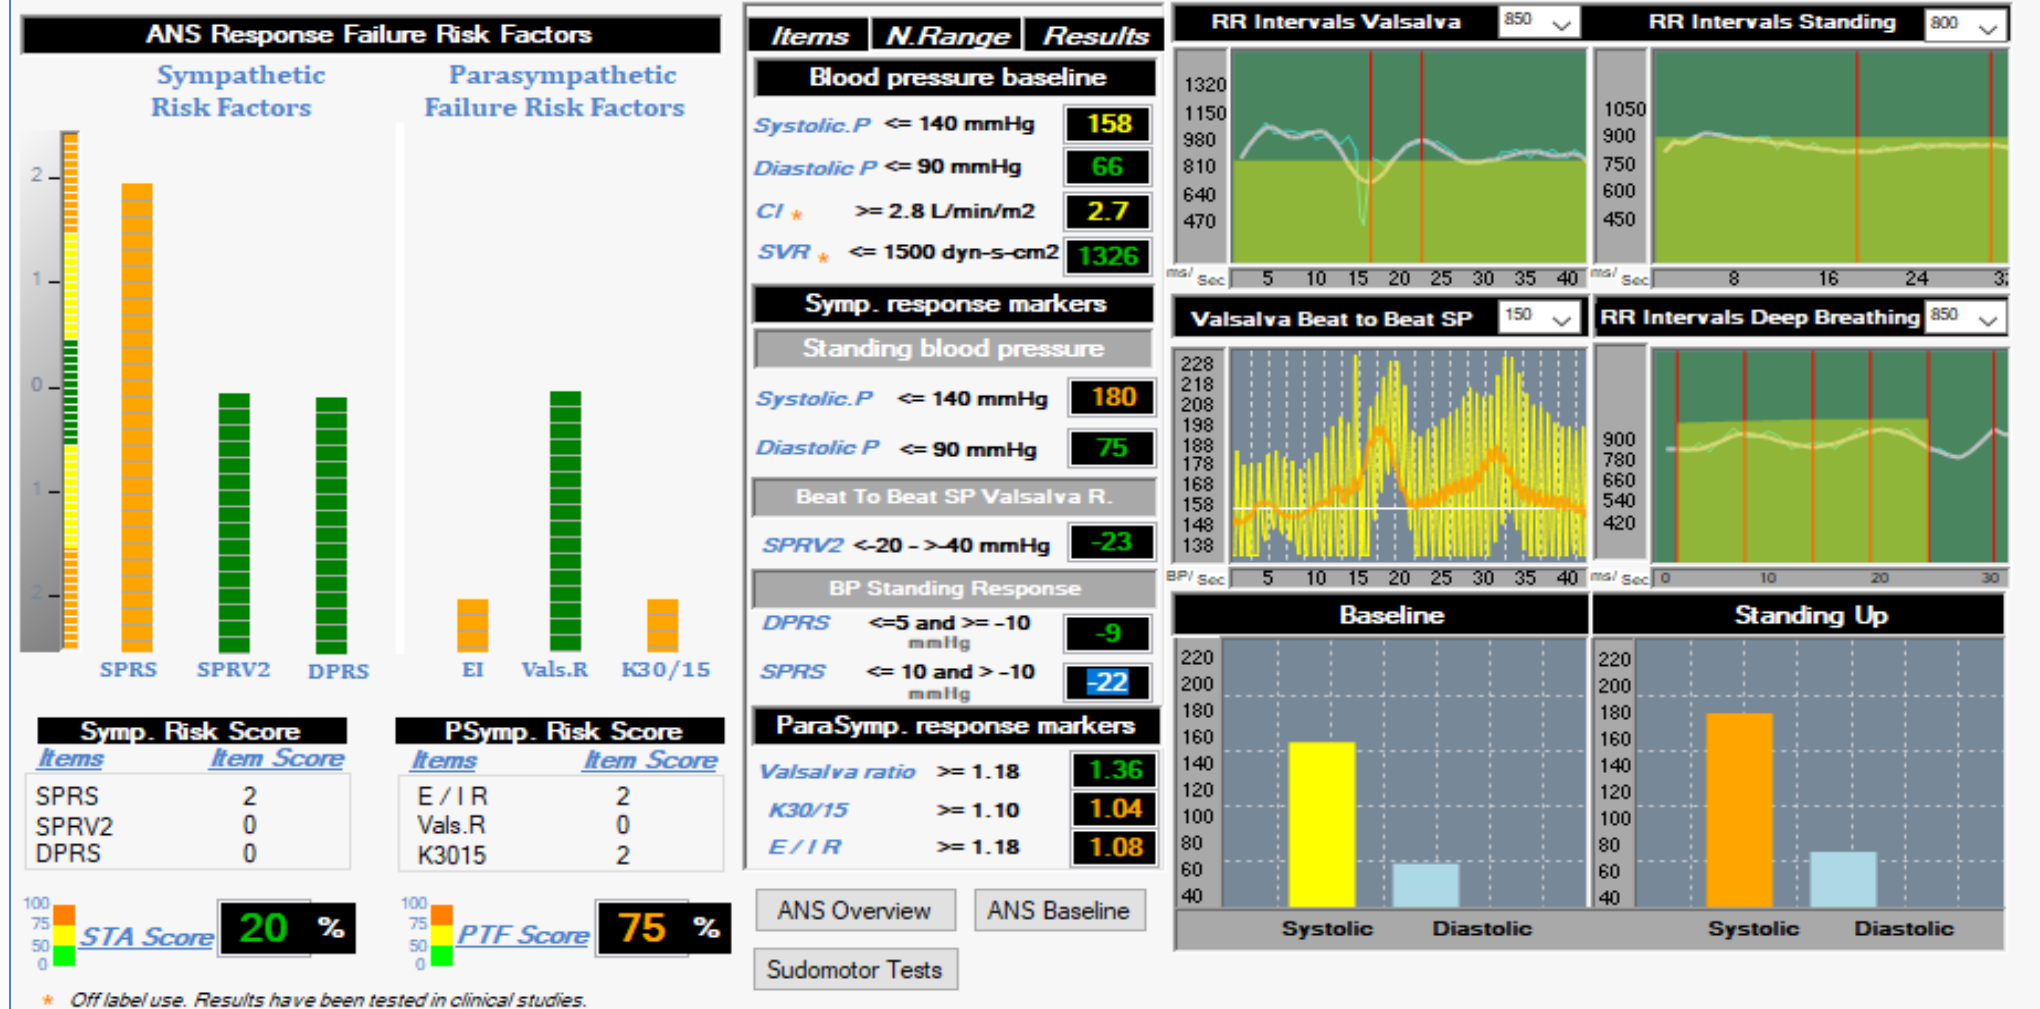 ANS Response Failure Risk Factors
Sympathetic
Risk Factors
Parasympathetic
Failure Risk Factors
2
1
0
1
2
SPRS SPRV2 DPRS EI Vals.R K30/15
Symp. Risk Score
Items Item Score
SPRS 2
SPRV2 0
DPRS 0
PSymp. Risk Score
Items Item Score
E / I R 2
Vals.R 0
K3015 2
100
75
50
0
STA Score 20 %
100
75
50
0
PTF Score 75 %
* Off label use. Results have been tested in clinical studies.
Items N.Range Results
Blood pressure baseline
Systolic.P <= 140 mmHg 158
Diastolic P <= 90 mmHg 66
CI * >= 2.8 L/min/m2 2.7
SVR * <= 1500 dyn-s-cm2 1326
Symp. response markers
Standing blood pressure
Systolic.P <= 140 mmHg 180
Diastolic P <= 90 mmHg 75
Beat To Beat SP Valsalva R.
SPRV2 <-20 - >-40 mmHg -23
BP Standing Response
DPRS <=5 and >= -10 -9
mmHg
SPRS <= 10 and > -10 -22
mmHg
ParaSymp. response markers
Valsalva ratio >= 1.18 1.36
K30/15 >= 1.10 1.04
E / I R >= 1.18 1.08
ANS Overview ANS Baseline
Sudomotor Tests
RR Intervals Valsalva 850
1320
1150
980
810
640
470
ms/ Sec 5 10 15 20 25 30 35 40
RR Intervals Standing 800
1050
900
750
600
450
ms/ Sec 8 16 24
Valsalva Beat to Beat SP 150
228
218
208
198
188
178
168
158
148
138
BP/ Sec 5 10 15 20 25 30 35 40
RR Intervals Deep Breathing 850
900
780
660
540
420
ms/ Sec 0 10 20 30
Baseline
220
200
180
160
140
120
100
80
60
40
Systolic Diastolic
Standing Up
220
200
180
160
140
120
100
80
60
40
Systolic Diastolic